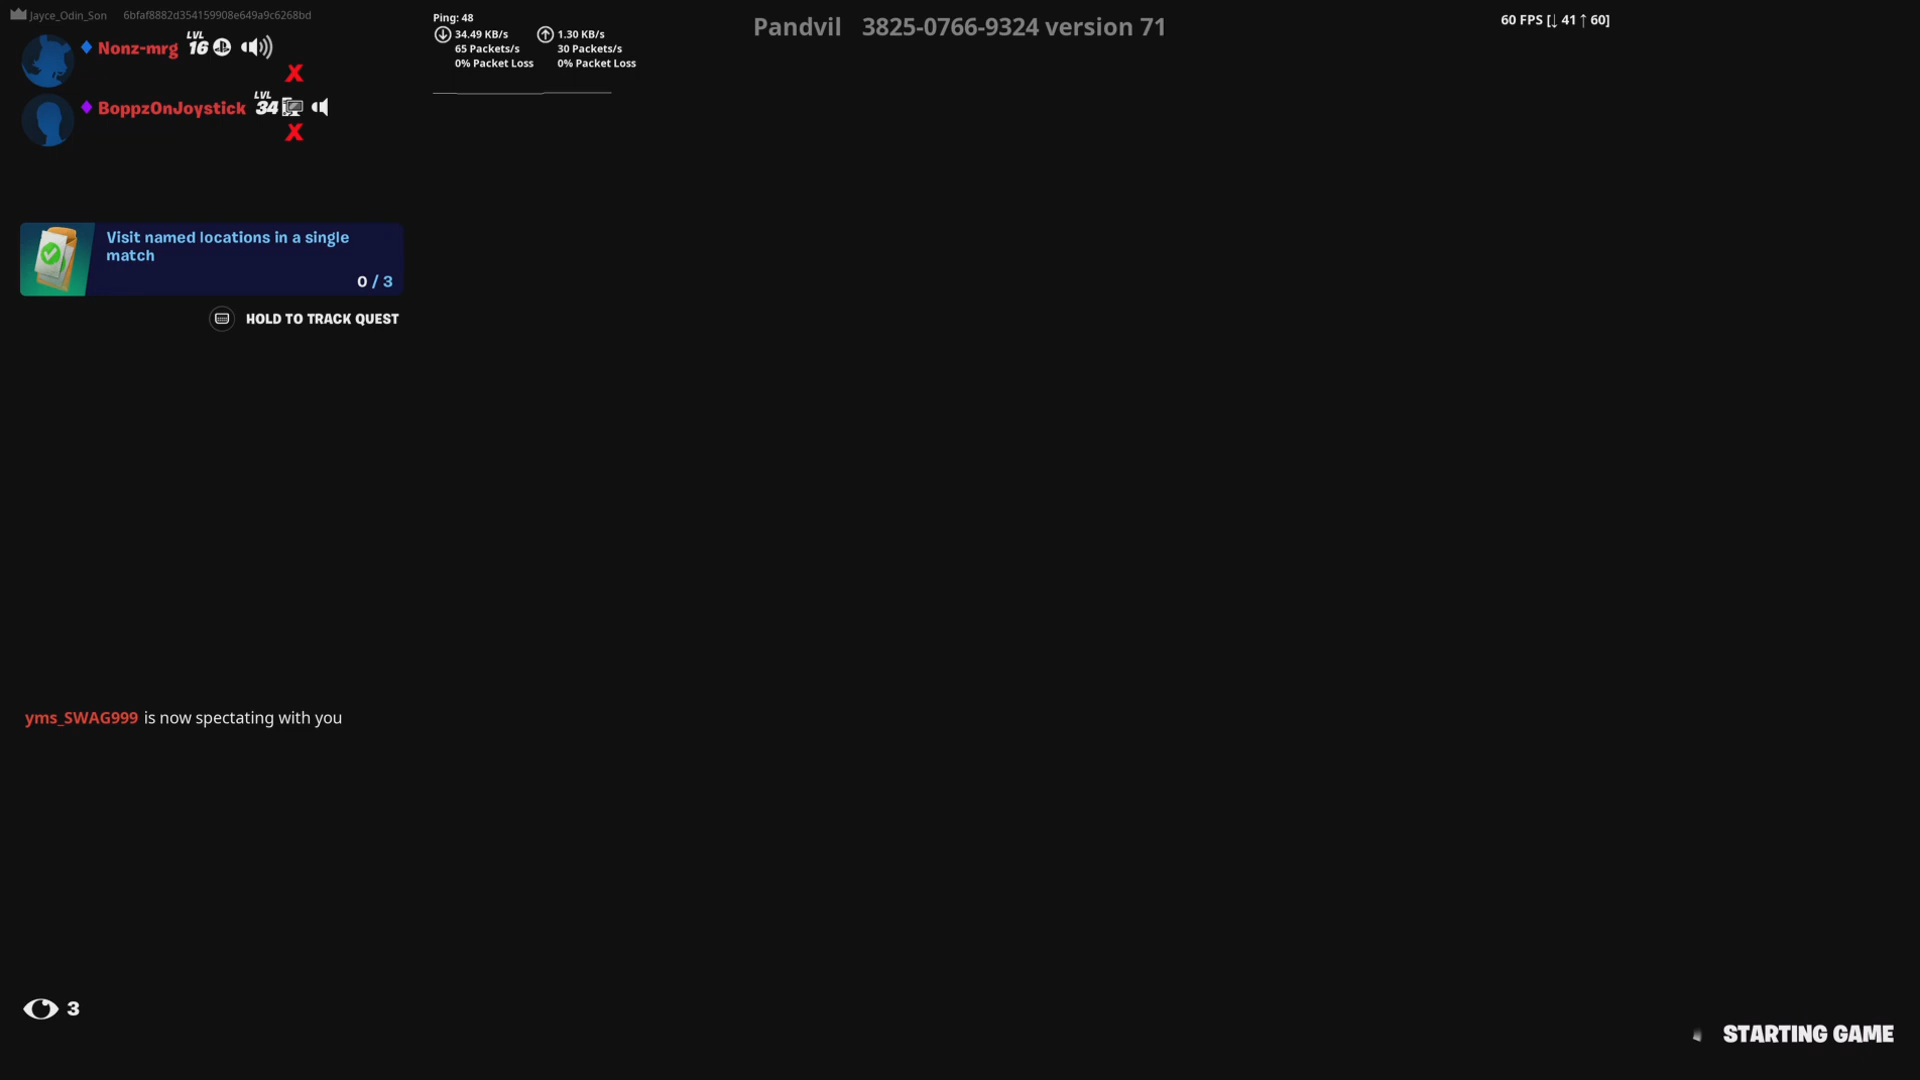 Jayce_Odin_Son 6bfaf8882d354159908e649a9c6268bd
Nonz-mrg LVL 16
X
BoppzOnJoystick LVL 34
X
Ping: 48
34.49 KB/s 1.30 KB/s
65 Packets/s 30 Packets/s
0% Packet Loss 0% Packet Loss
Pandvil 3825-0766-9324 version 71
60 FPS [↓ 41 ↑ 60]
Visit named locations in a single
match
0 / 3
HOLD TO TRACK QUEST
yms_SWAG999 is now spectating with you
3
STARTING GAME